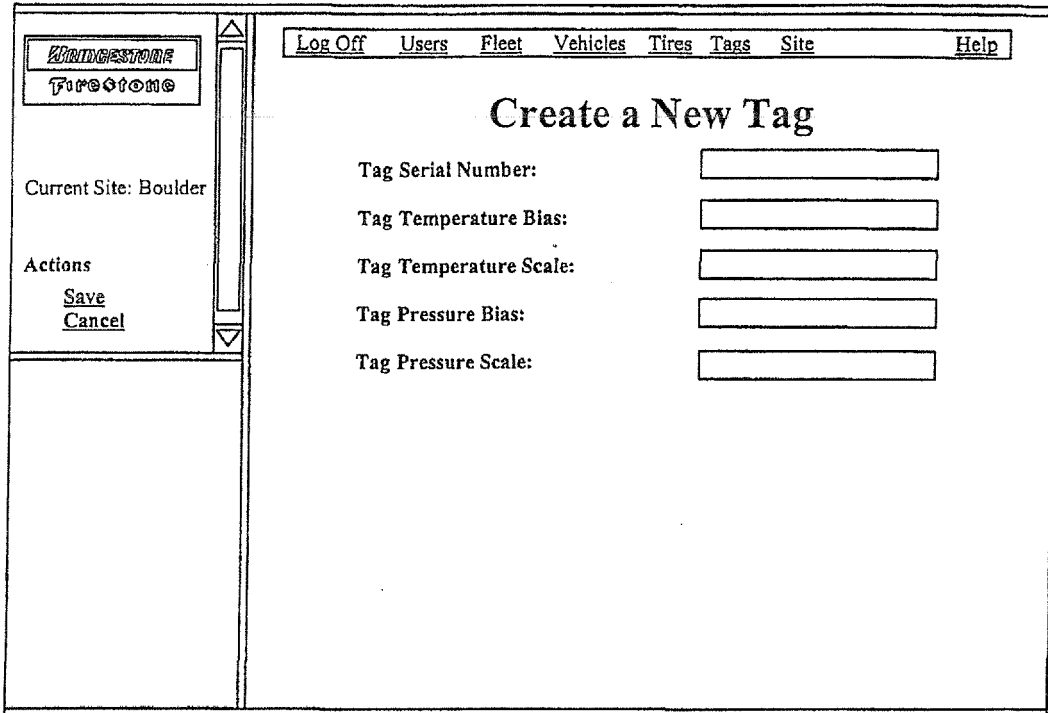 BRIDGESTONE
Firestone
Current Site: Boulder
Actions
Save
Cancel
Log Off Users Fleet Vehicles Tires Tags Site Help
Create a New Tag
Tag Serial Number:
Tag Temperature Bias:
Tag Temperature Scale:
Tag Pressure Bias:
Tag Pressure Scale: